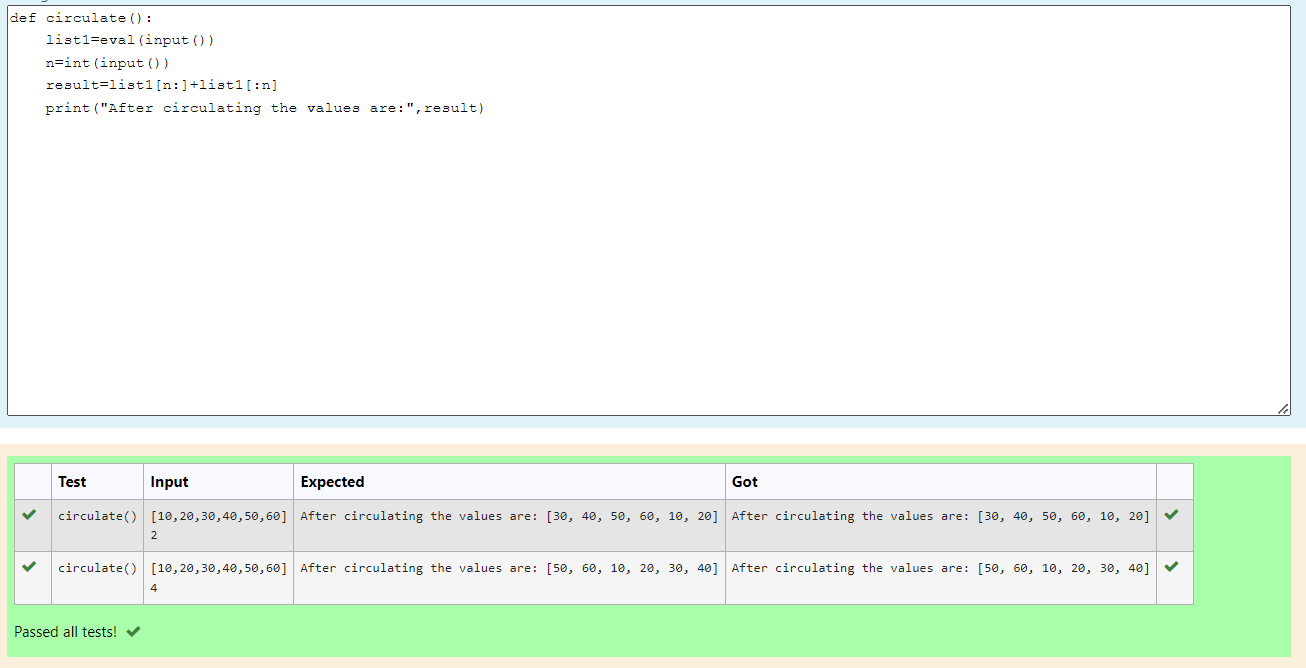 def circulate():
    list1=eval(input())
    n=int(input())
    result=list1[n:]+list1[:n]
    print("After circulating the values are:",result)
Test Input Expected Got
circulate() [10,20,30,40,50,60] After circulating the values are: [30, 40, 50, 60, 10, 20] After circulating the values are: [30, 40, 50, 60, 10, 20]
2
circulate() [10,20,30,40,50,60] After circulating the values are: [50, 60, 10, 20, 30, 40] After circulating the values are: [50, 60, 10, 20, 30, 40]
4
Passed all tests!